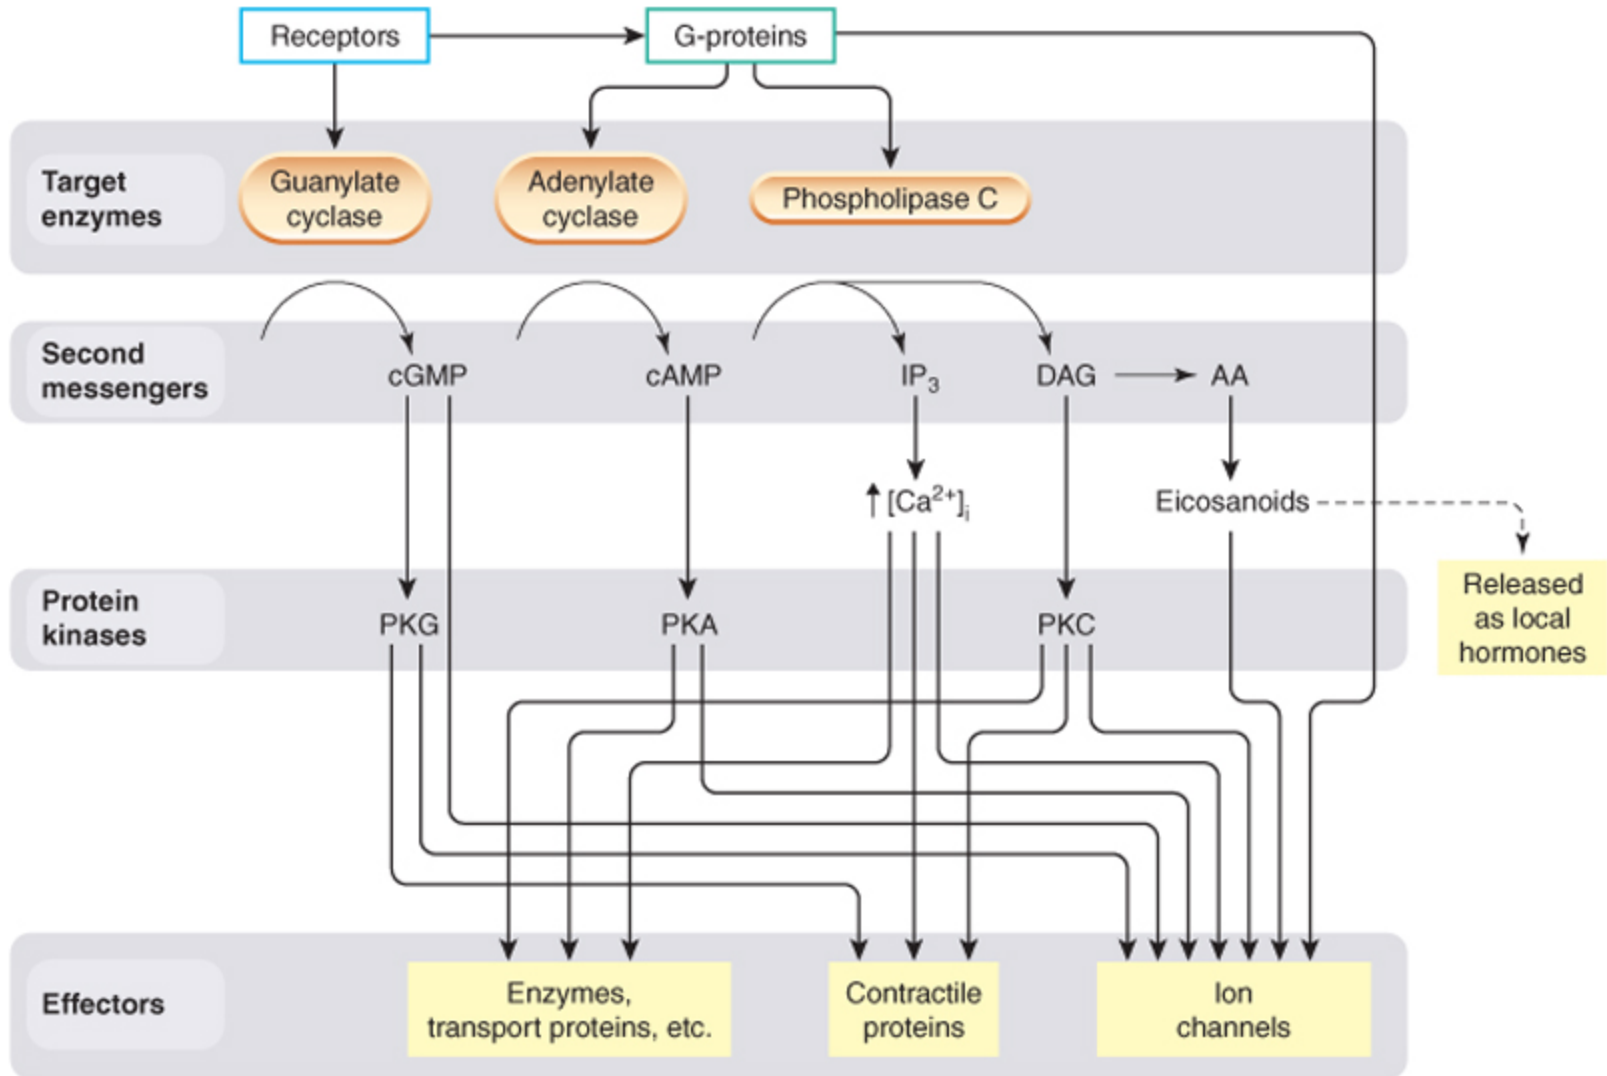 Receptors
G-proteins
Target
enzymes
Guanylate
cyclase
Adenylate
cyclase
Phospholipase C
Second
messengers
cGMP
cAMP
IP₃
DAG
AA
↑[Ca²⁺]ᵢ
Eicosanoids
Released
as local
hormones
Protein
kinases
PKG
PKA
PKC
Effectors
Enzymes,
transport proteins, etc.
Contractile
proteins
Ion
channels